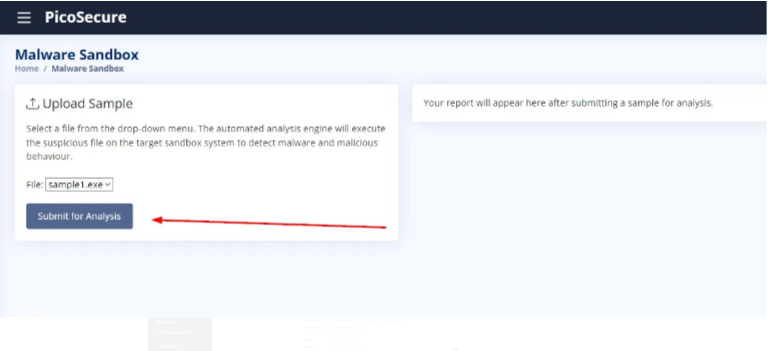 PicoSecure
Malware Sandbox
Home / Malware Sandbox
Upload Sample
Select a file from the drop-down menu. The automated analysis engine will execute
the suspicious file on the target sandbox system to detect malware and malicious
behaviour.
File: sample1.exe
Submit for Analysis
Your report will appear here after submitting a sample for analysis.